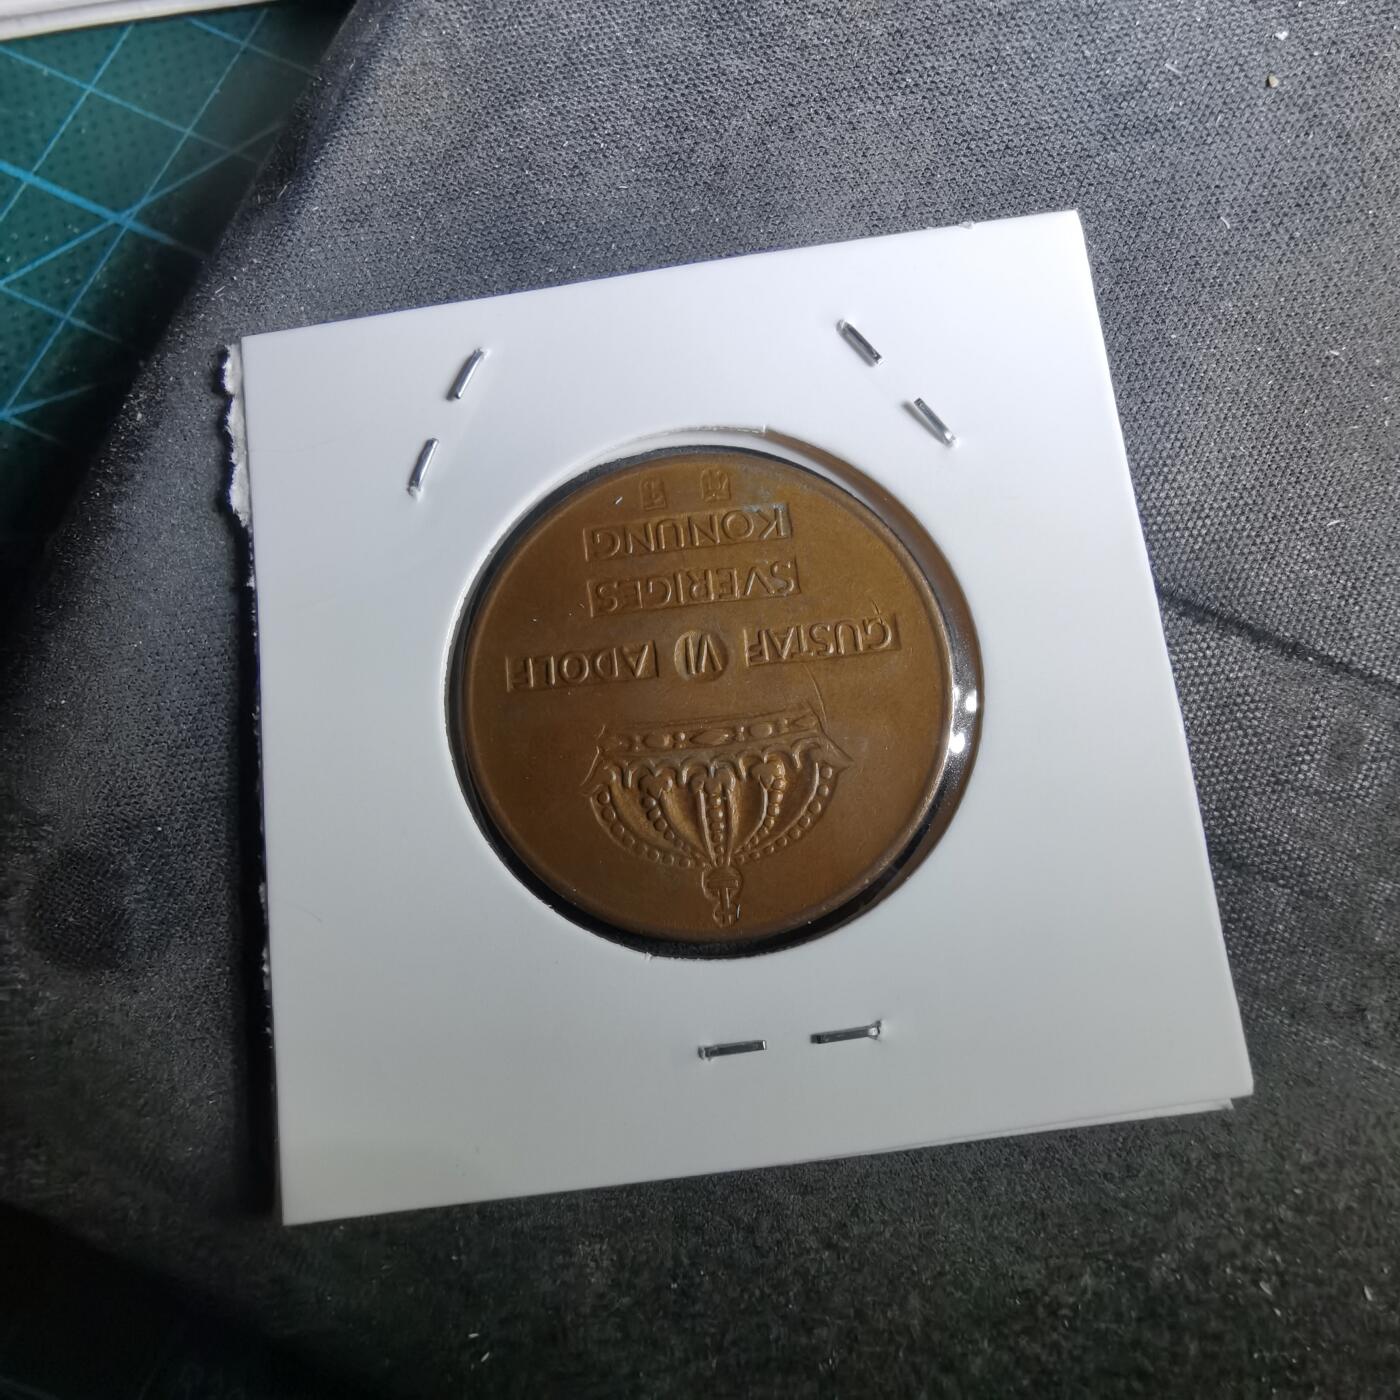 GUSTAF VI ADOLF
SVERIGES
KONUNG